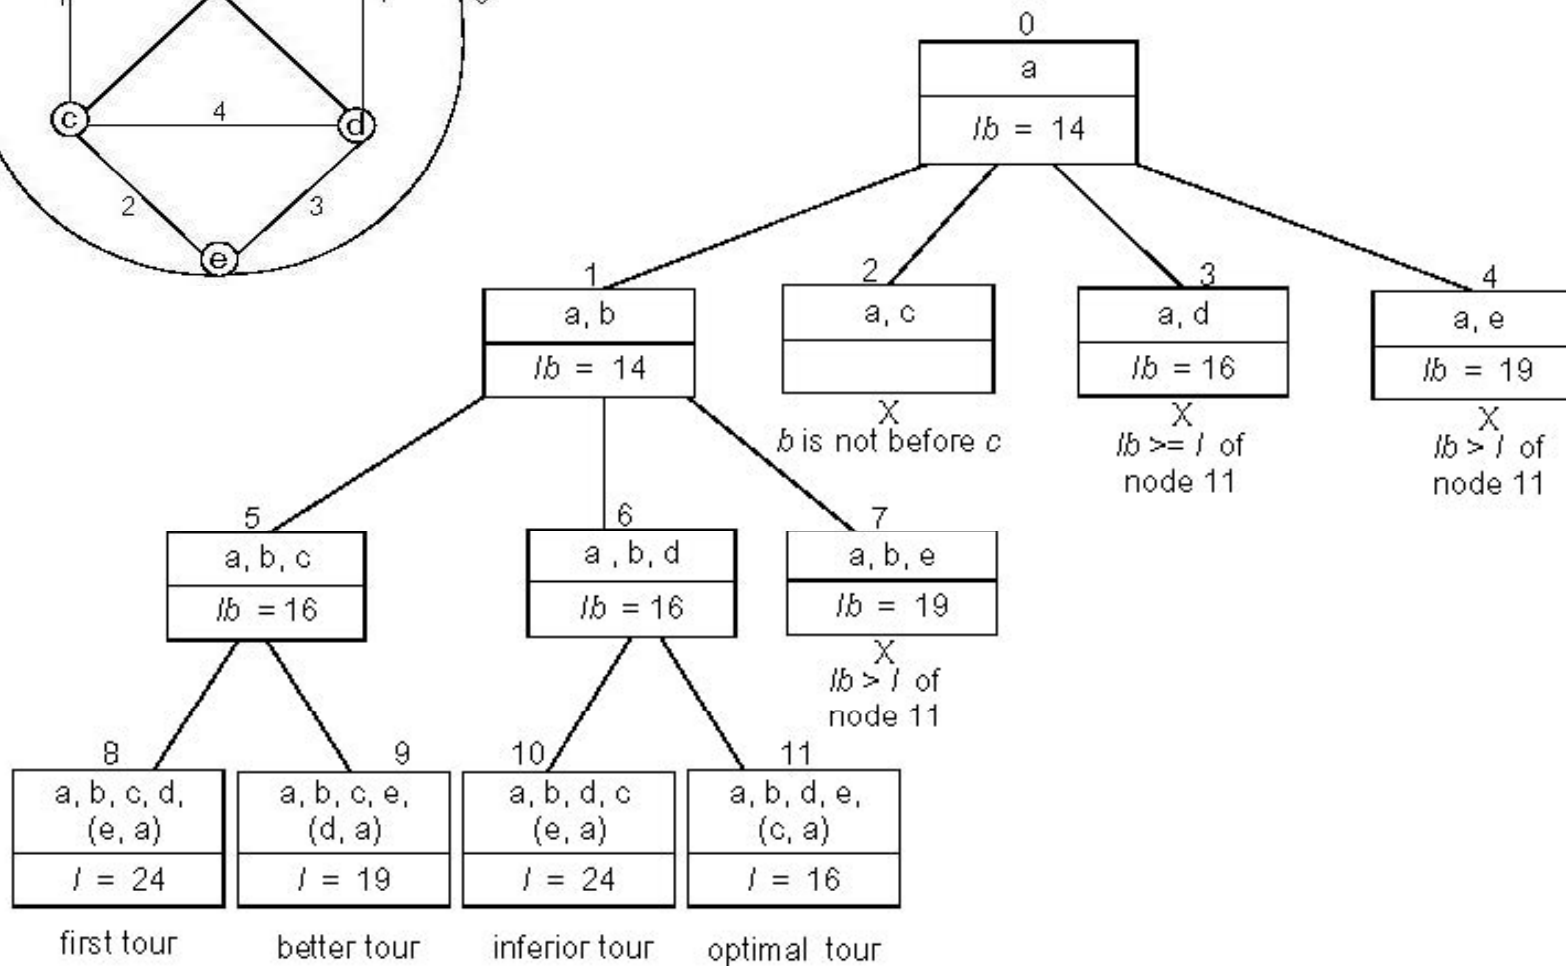 c
4
d
2
3
e
0
a
lb = 14
1
a, b
lb = 14
2
a, c
X
b is not before c
3
a, d
lb = 16
X
lb >= l of
node 11
4
a, e
lb = 19
X
lb > l of
node 11
5
a, b, c
lb = 16
6
a , b, d
lb = 16
7
a, b, e
lb = 19
X
lb > l of
node 11
8
a, b, c, d,
(e, a)
l = 24
first tour
9
a, b, c, e,
(d, a)
l = 19
better tour
10
a, b, d, c
(e, a)
l = 24
inferior tour
11
a, b, d, e,
(c, a)
l = 16
optimal tour